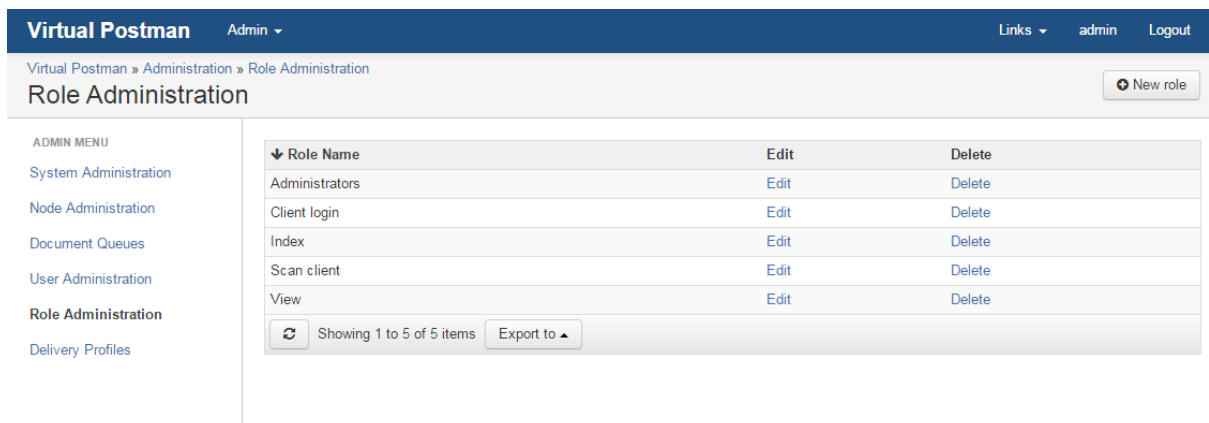 Virtual Postman Admin Links admin Logout
Virtual Postman » Administration » Role Administration
Role Administration
New role
ADMIN MENU
System Administration
Node Administration
Document Queues
User Administration
Role Administration
Delivery Profiles
Role Name Edit Delete
Administrators Edit Delete
Client login Edit Delete
Index Edit Delete
Scan client Edit Delete
View Edit Delete
Showing 1 to 5 of 5 items Export to